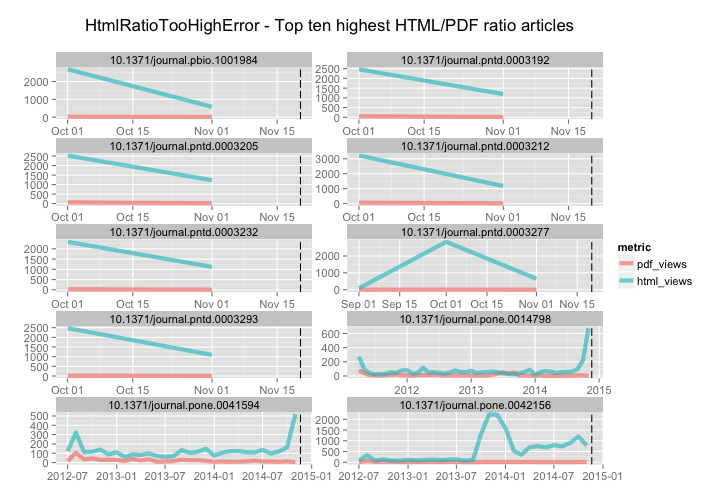 HtmlRatioTooHighError - Top ten highest HTML/PDF ratio articles
10.1371/journal.pbio.1001984
2000
1000
0
Oct 01 Oct 15 Nov 01 Nov 15
10.1371/journal.pntd.0003192
2500
2000
1500
1000
500
0
Oct 01 Oct 15 Nov 01 Nov 15
10.1371/journal.pntd.0003205
2500
2000
1500
1000
500
0
Oct 01 Oct 15 Nov 01 Nov 15
10.1371/journal.pntd.0003212
3000
2000
1000
0
Oct 01 Oct 15 Nov 01 Nov 15
10.1371/journal.pntd.0003232
2000
1500
1000
500
0
Oct 01 Oct 15 Nov 01 Nov 15
10.1371/journal.pntd.0003277
2000
1000
0
Sep 01 Sep 15 Oct 01 Oct 15 Nov 01 Nov 15
10.1371/journal.pntd.0003293
2500
2000
1500
1000
500
0
Oct 01 Oct 15 Nov 01 Nov 15
10.1371/journal.pone.0014798
600
400
200
0
2012 2013 2014 2015
10.1371/journal.pone.0041594
500
400
300
200
100
0
2012-07 2013-01 2013-07 2014-01 2014-07 2015-01
10.1371/journal.pone.0042156
2000
1500
1000
500
0
2012-07 2013-01 2013-07 2014-01 2014-07 2015-01
metric
pdf_views
html_views